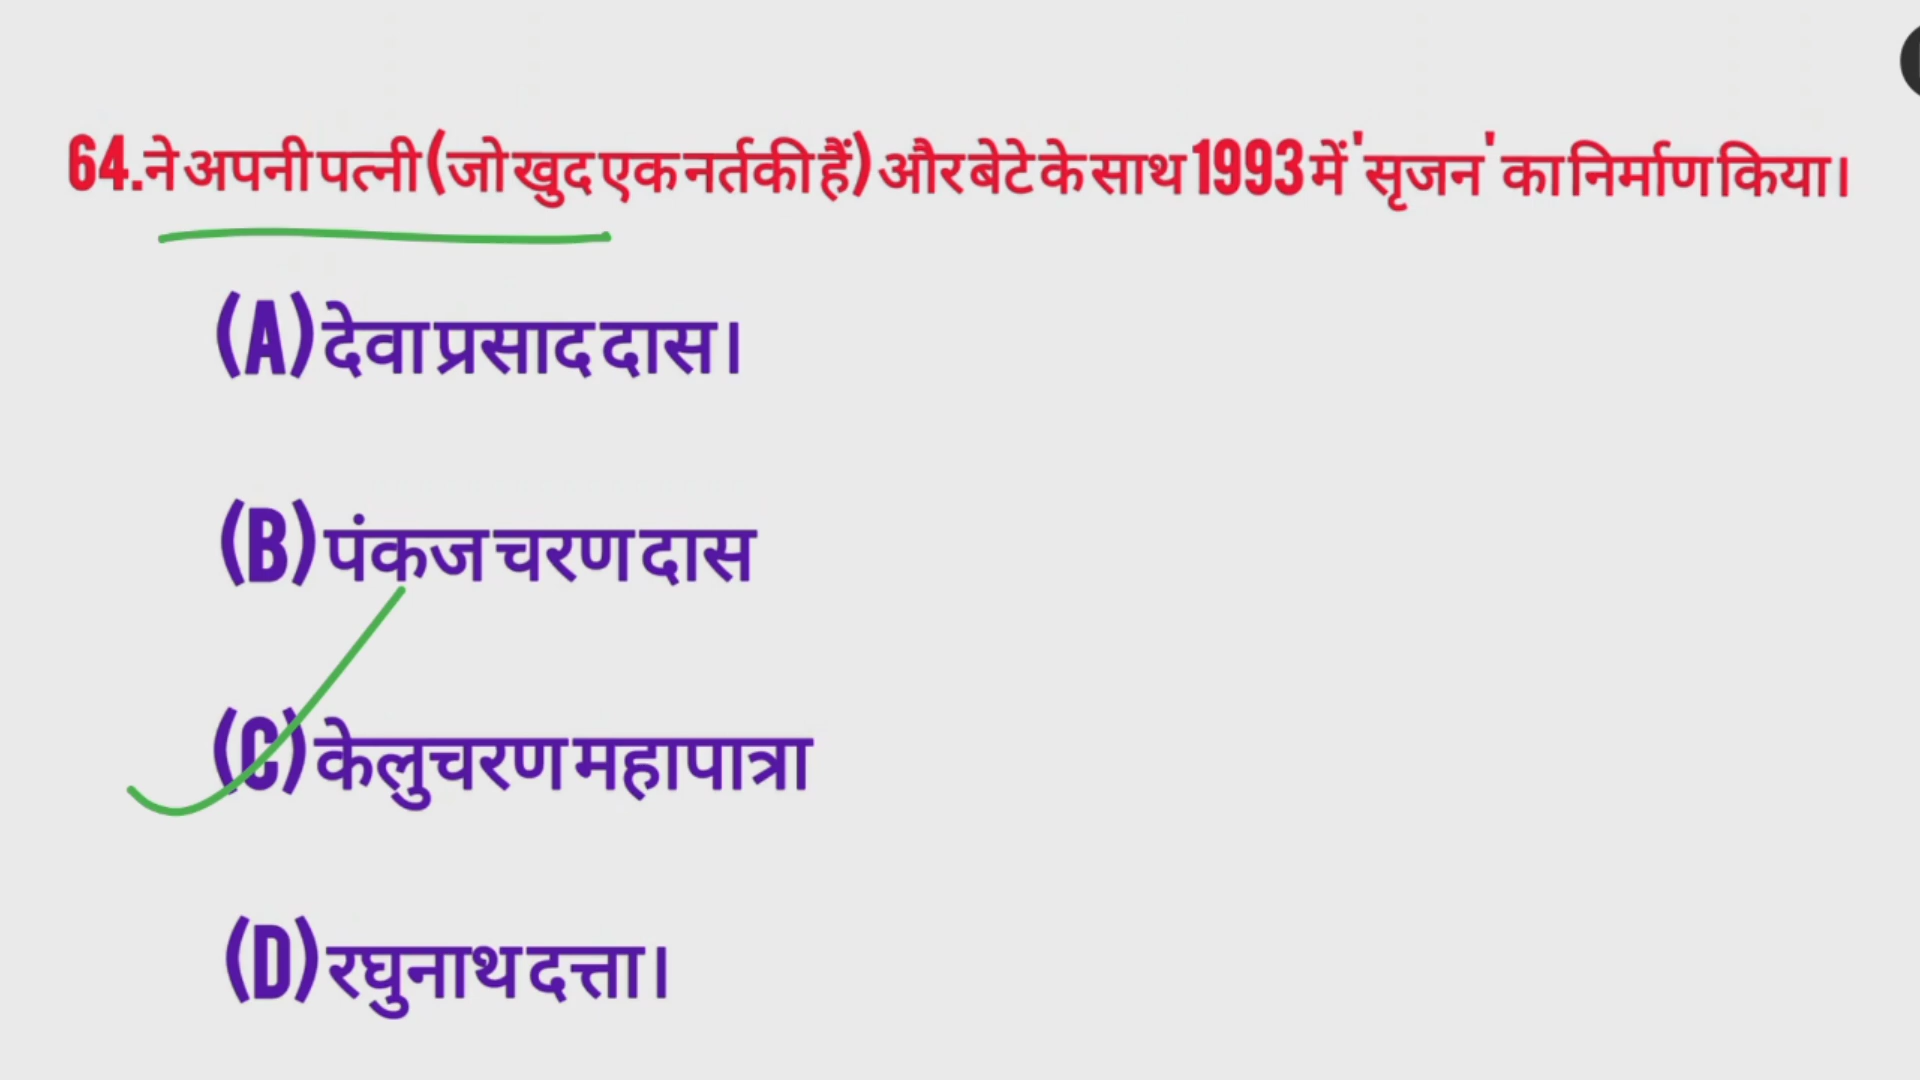 64.ने अपनी पत्नी (जो खुद एक नर्तकी हैं) और बेटे के साथ 1993 में 'सृजन' का निर्माण किया।
(A) देवा प्रसाद दास।
(B) पंकज चरण दास
(C) केलुचरण महापात्रा
(D) रघुनाथ दत्ता।